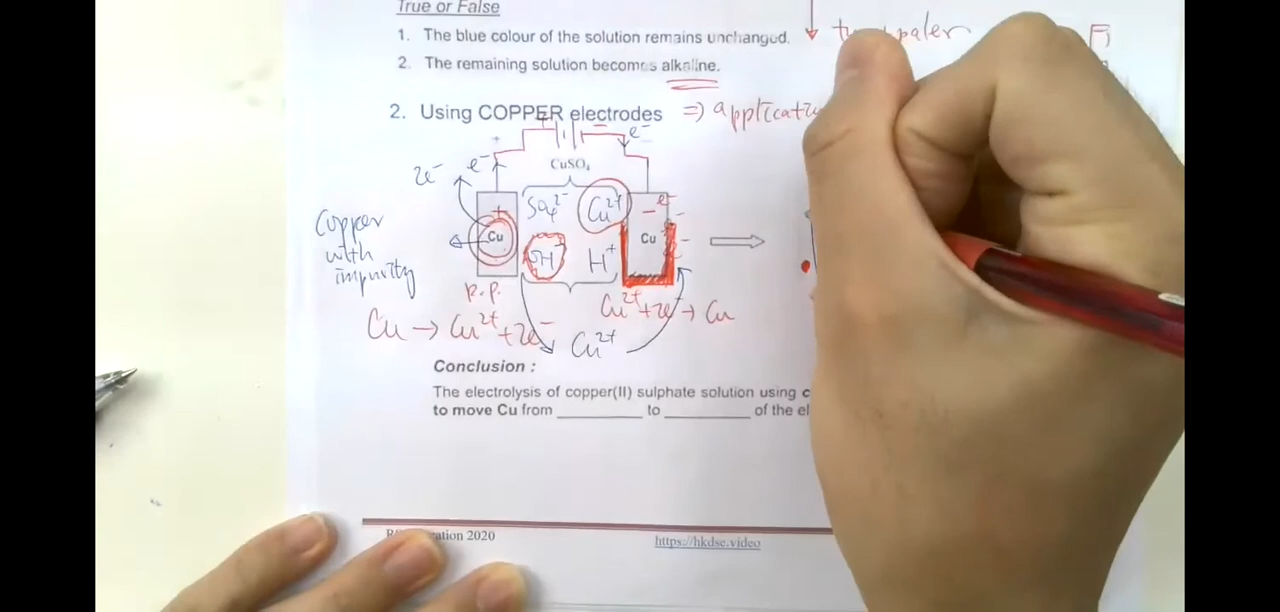 True or False
1. The blue colour of the solution remains unchanged.
paler
2. The remaining solution becomes alkaline.
2. Using COPPER electrodes ⇒ applicati
+ − e⁻
2e⁻ e⁻ + CuSO₄
SO₄²⁻ Cu²⁺ − e⁻
Copper with impurity
+ Cu OH⁻ H⁺ Cu
p.p.
Cu → Cu²⁺+2e⁻
Cu²⁺+2e⁻ → Cu
Cu²⁺
Conclusion :
The electrolysis of copper(II) sulphate solution using c
to move Cu from __________ to __________ of the el
ation 2020
https://hkdse.video